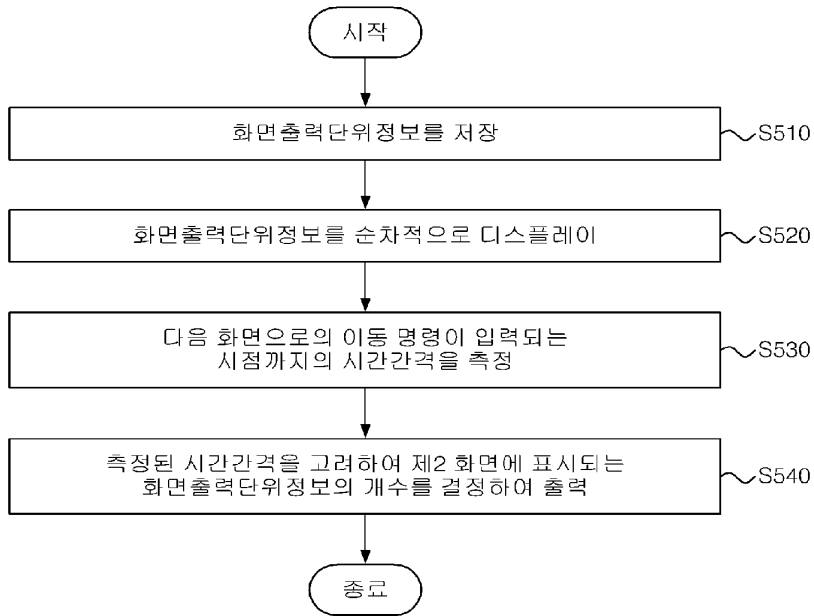 시작
화면출력단위정보를 저장
S510
화면출력단위정보를 순차적으로 디스플레이
S520
다음 화면으로의 이동 명령이 입력되는
시점까지의 시간간격을 측정
S530
측정된 시간간격을 고려하여 제2 화면에 표시되는
화면출력단위정보의 개수를 결정하여 출력
S540
종료